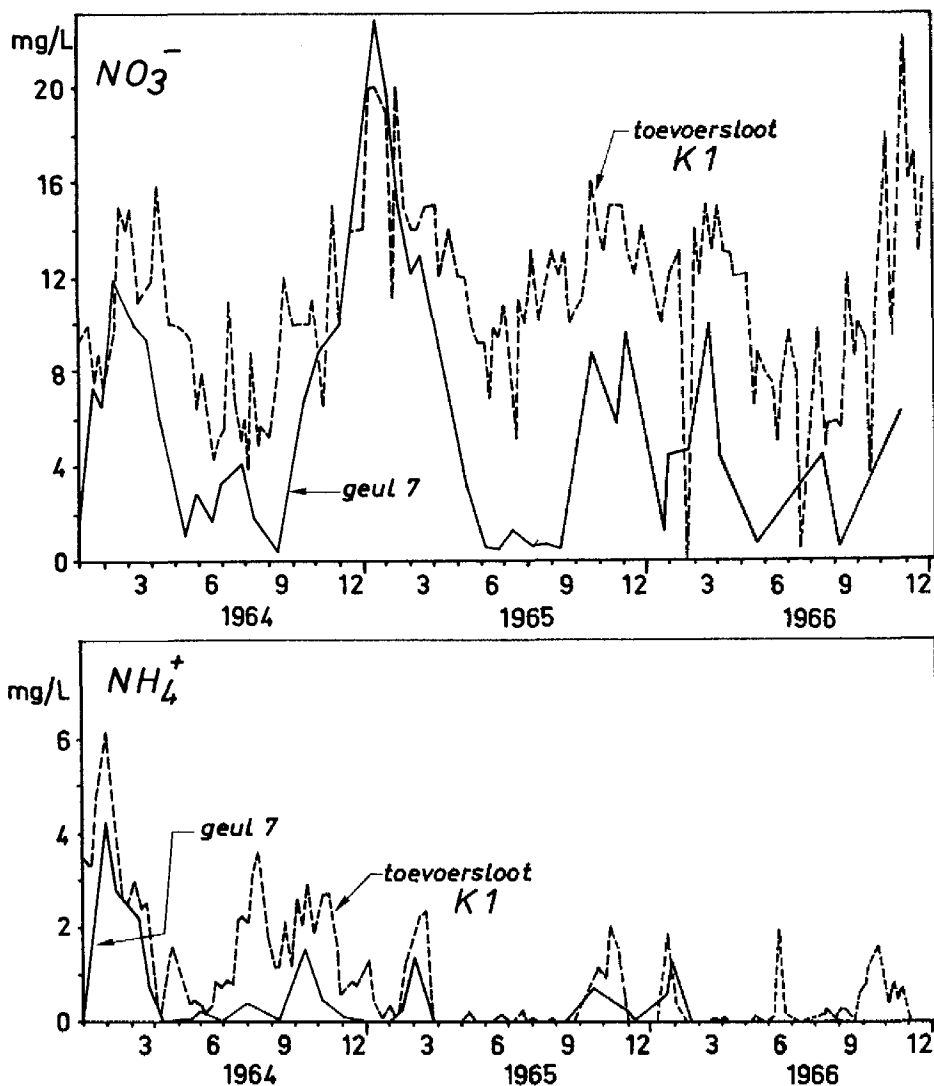 mg/L
NO₃⁻
20
16
12
8
4
0
toevoersloot
K1
geul 7
3 6 9 12 3 6 9 12 3 6 9 12
1964 1965 1966
mg/L
NH₄⁺
6
4
2
0
geul 7
toevoersloot
K1
3 6 9 12 3 6 9 12 3 6 9 12
1964 1965 1966